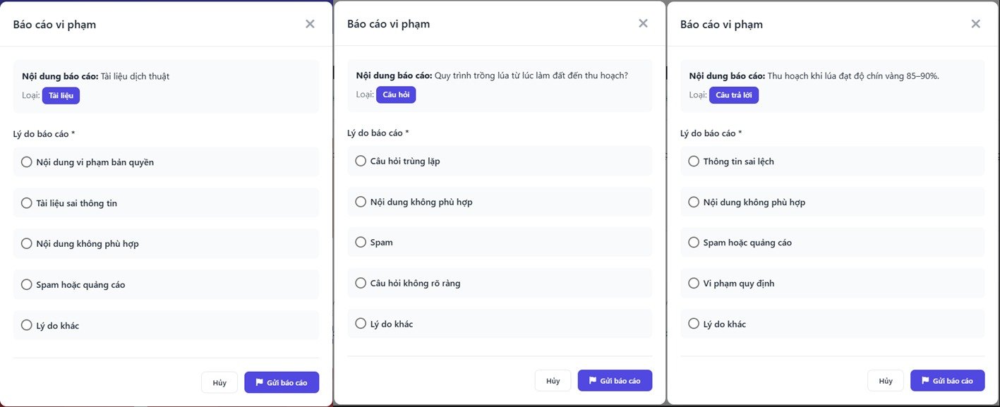 Báo cáo vi phạm
Nội dung báo cáo: Tài liệu dịch thuật
Loại: Tài liệu
Lý do báo cáo *
Nội dung vi phạm bản quyền
Tài liệu sai thông tin
Nội dung không phù hợp
Spam hoặc quảng cáo
Lý do khác
Hủy
Gửi báo cáo
Báo cáo vi phạm
Nội dung báo cáo: Quy trình trồng lúa từ lúc làm đất đến thu hoạch?
Loại: Câu hỏi
Lý do báo cáo *
Câu hỏi trùng lặp
Nội dung không phù hợp
Spam
Câu hỏi không rõ ràng
Lý do khác
Hủy
Gửi báo cáo
Báo cáo vi phạm
Nội dung báo cáo: Thu hoạch khi lúa đạt độ chín vàng 85–90%.
Loại: Câu trả lời
Lý do báo cáo *
Thông tin sai lệch
Nội dung không phù hợp
Spam hoặc quảng cáo
Vi phạm quy định
Lý do khác
Hủy
Gửi báo cáo